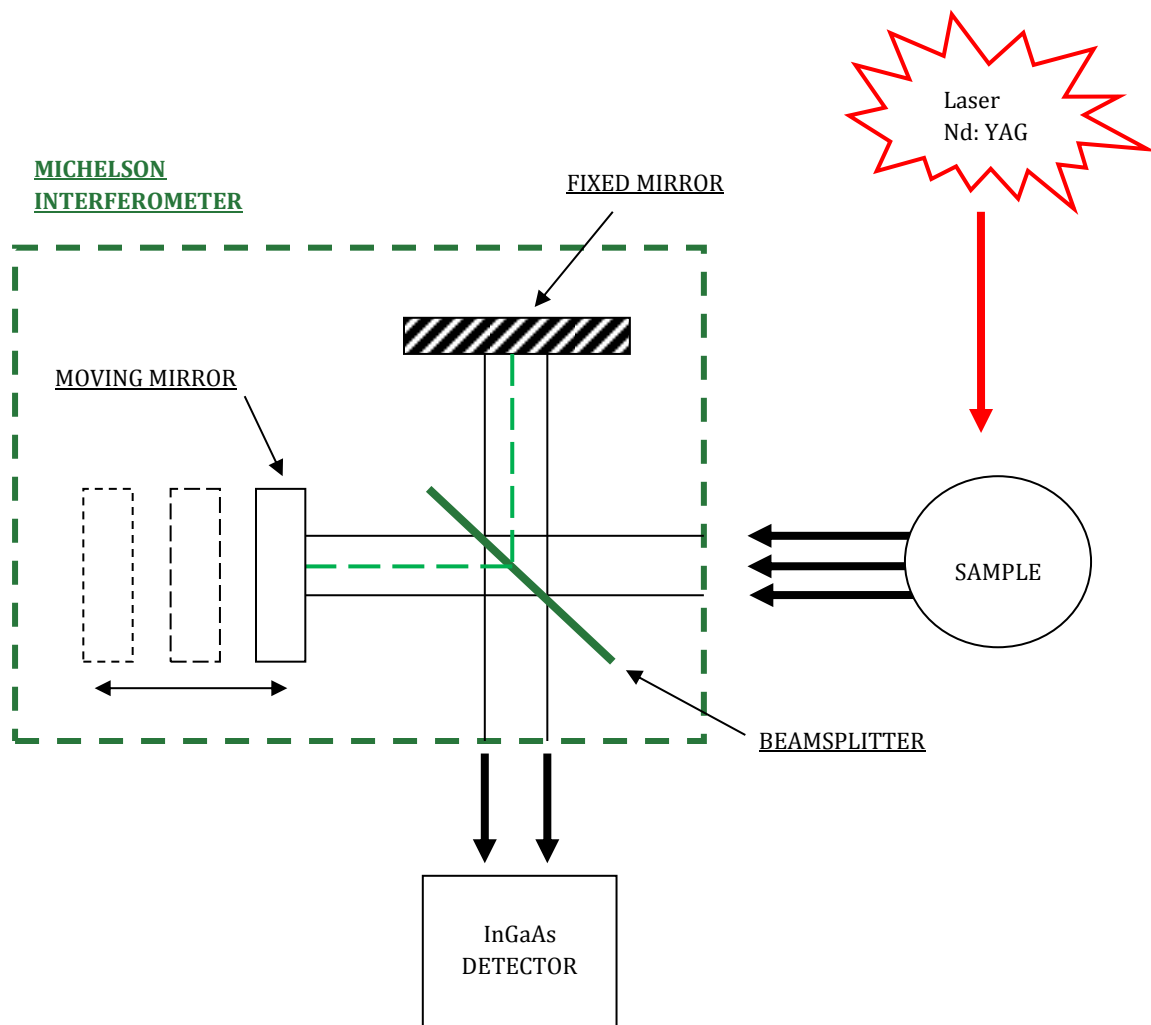 Laser
Nd: YAG
MICHELSON
INTERFEROMETER
FIXED MIRROR
MOVING MIRROR
SAMPLE
BEAMSPLITTER
InGaAs
DETECTOR